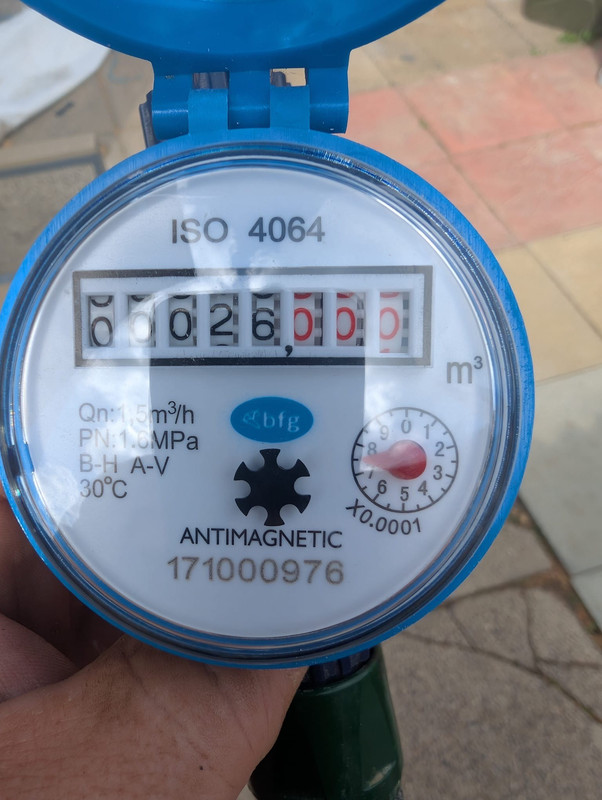 ISO 4064
00026,000
m³
Qn:1.5m³/h
PN:1.6MPa
B-H A-V
30°C
bfg
0 1 2 3 4 5 6 8 9
X0.0001
ANTIMAGNETIC
171000976